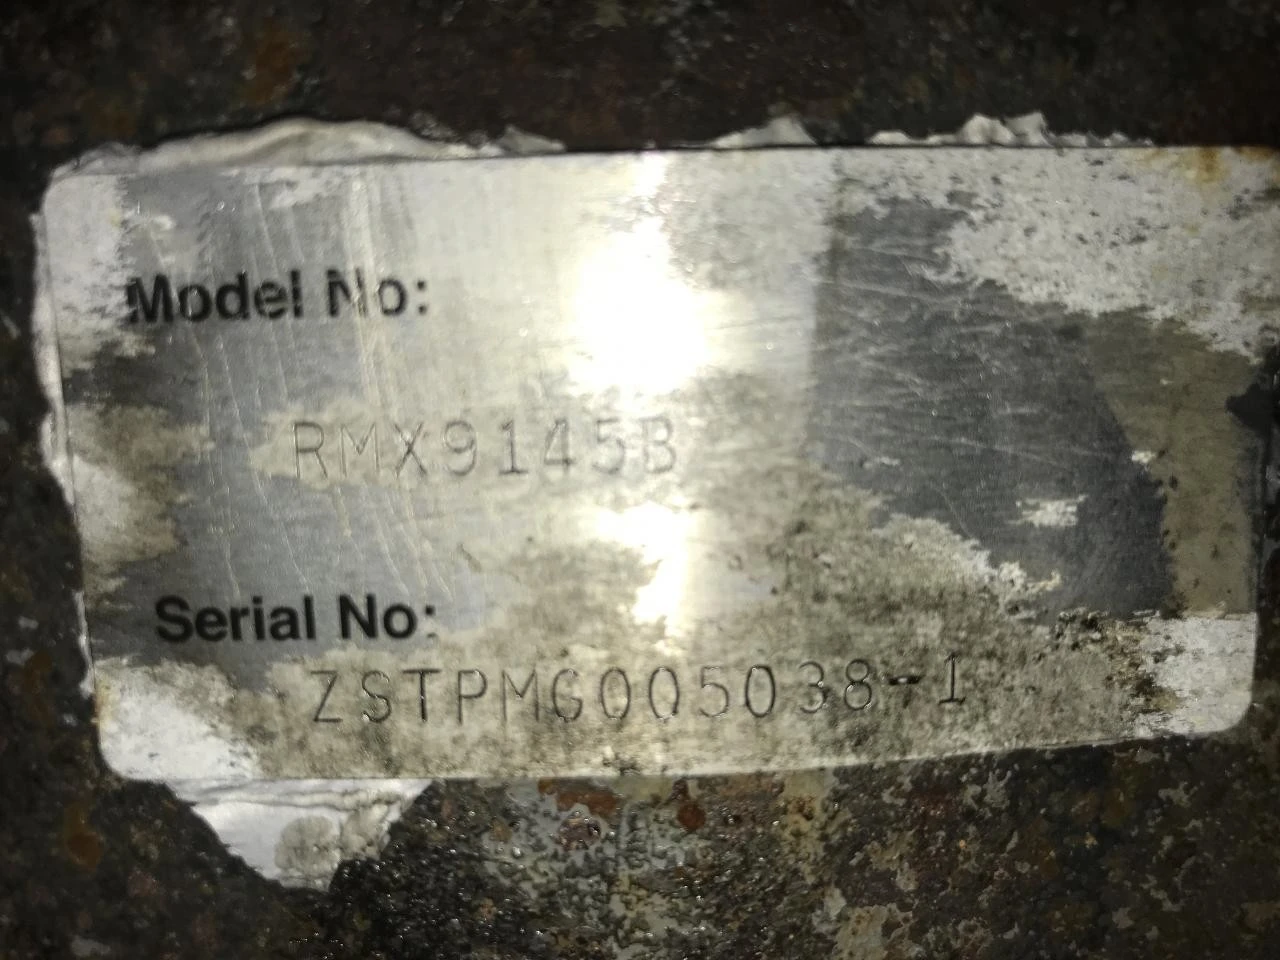 Model No:
RMX9145B
Serial No:
ZSTPMG005038-1